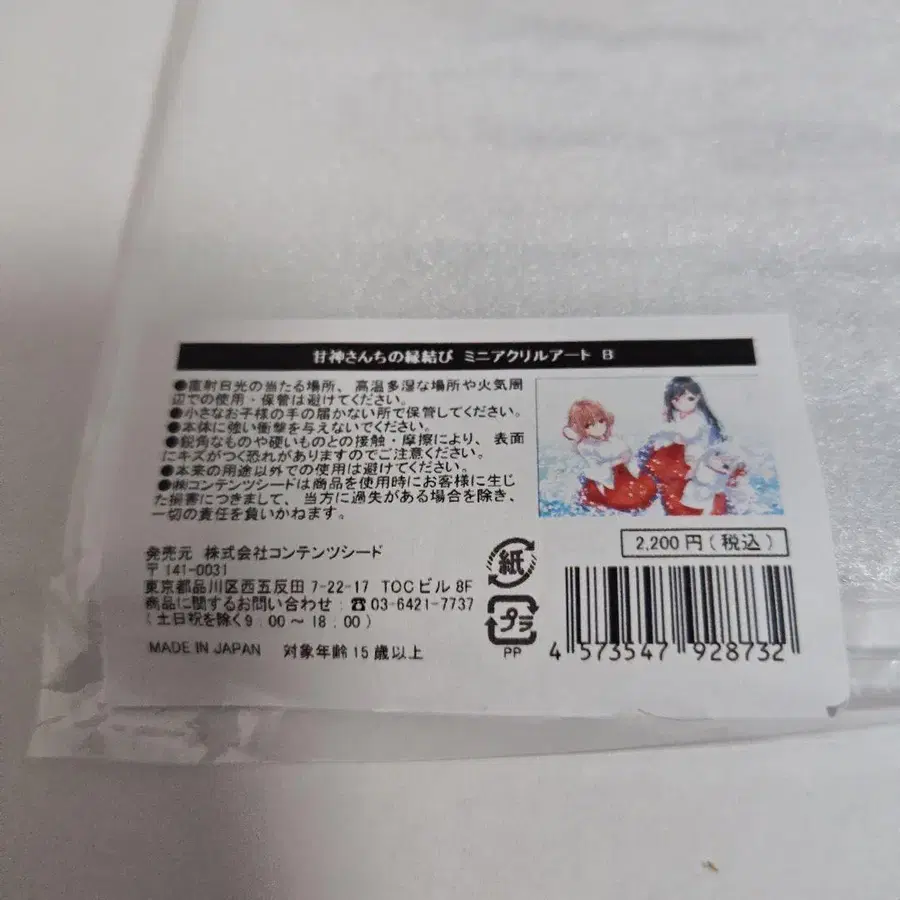 甘神さんちの縁結び ミニアクリルアート B
●直射日光の当たる場所、高温多湿な場所や火気周
辺での使用・保管は避けてください。
●小さなお子様の手の届かない所で保管してください。
●本体に強い衝撃を与えないでください。
●鋭角なものや硬いものとの接触・摩擦により、表面
にキズがつく恐れがありますのでご注意ください。
●本来の用途以外での使用は避けてください。
●㈱コンテンツシードは商品を使用時にお客様に生じ
た損害につきまして、当方に過失がある場合を除き、
一切の責任を負いかねます。
2,200円(税込)
発売元 株式会社コンテンツシード
〒141-0031
東京都品川区西五反田 7-22-17 TOCビル 8F
商品に関するお問い合わせ:☎03-6421-7737
(土日祝を除く9:00～18:00)
MADE IN JAPAN 対象年齢15歳以上
紙
プラ
PP
4 573547 928732